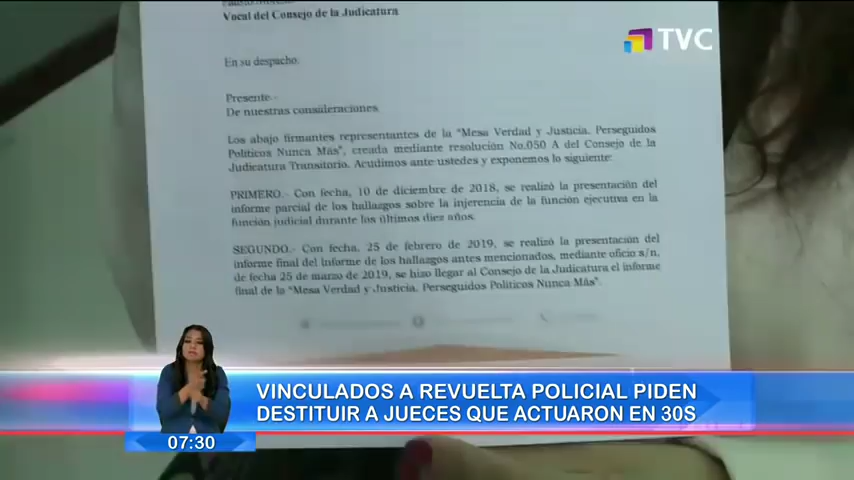 Vocal del Consejo de la Judicatura
TVC
En su despacho.
Presente.-
De nuestras consideraciones
Los abajo firmantes representantes de la "Mesa Verdad y Justicia. Perseguidos
Políticos Nunca Más", creada mediante resolución No.050 A del Consejo de la
Judicatura Transitorio. Acudimos ante ustedes y exponemos lo siguiente:
PRIMERO.- Con fecha, 10 de diciembre de 2018, se realizó la presentación del
informe parcial de los hallazgos sobre la injerencia de la función ejecutiva en la
función judicial durante los últimos diez años.
SEGUNDO.- Con fecha, 25 de febrero de 2019, se realizó la presentación del
informe final del informe de los hallazgos antes mencionados, mediante oficio s/n,
de fecha 25 de marzo de 2019, se hizo llegar al Consejo de la Judicatura el informe
final de la "Mesa Verdad y Justicia. Perseguidos Políticos Nunca Más".
VINCULADOS A REVUELTA POLICIAL PIDEN
DESTITUIR A JUECES QUE ACTUARON EN 30S
07:30